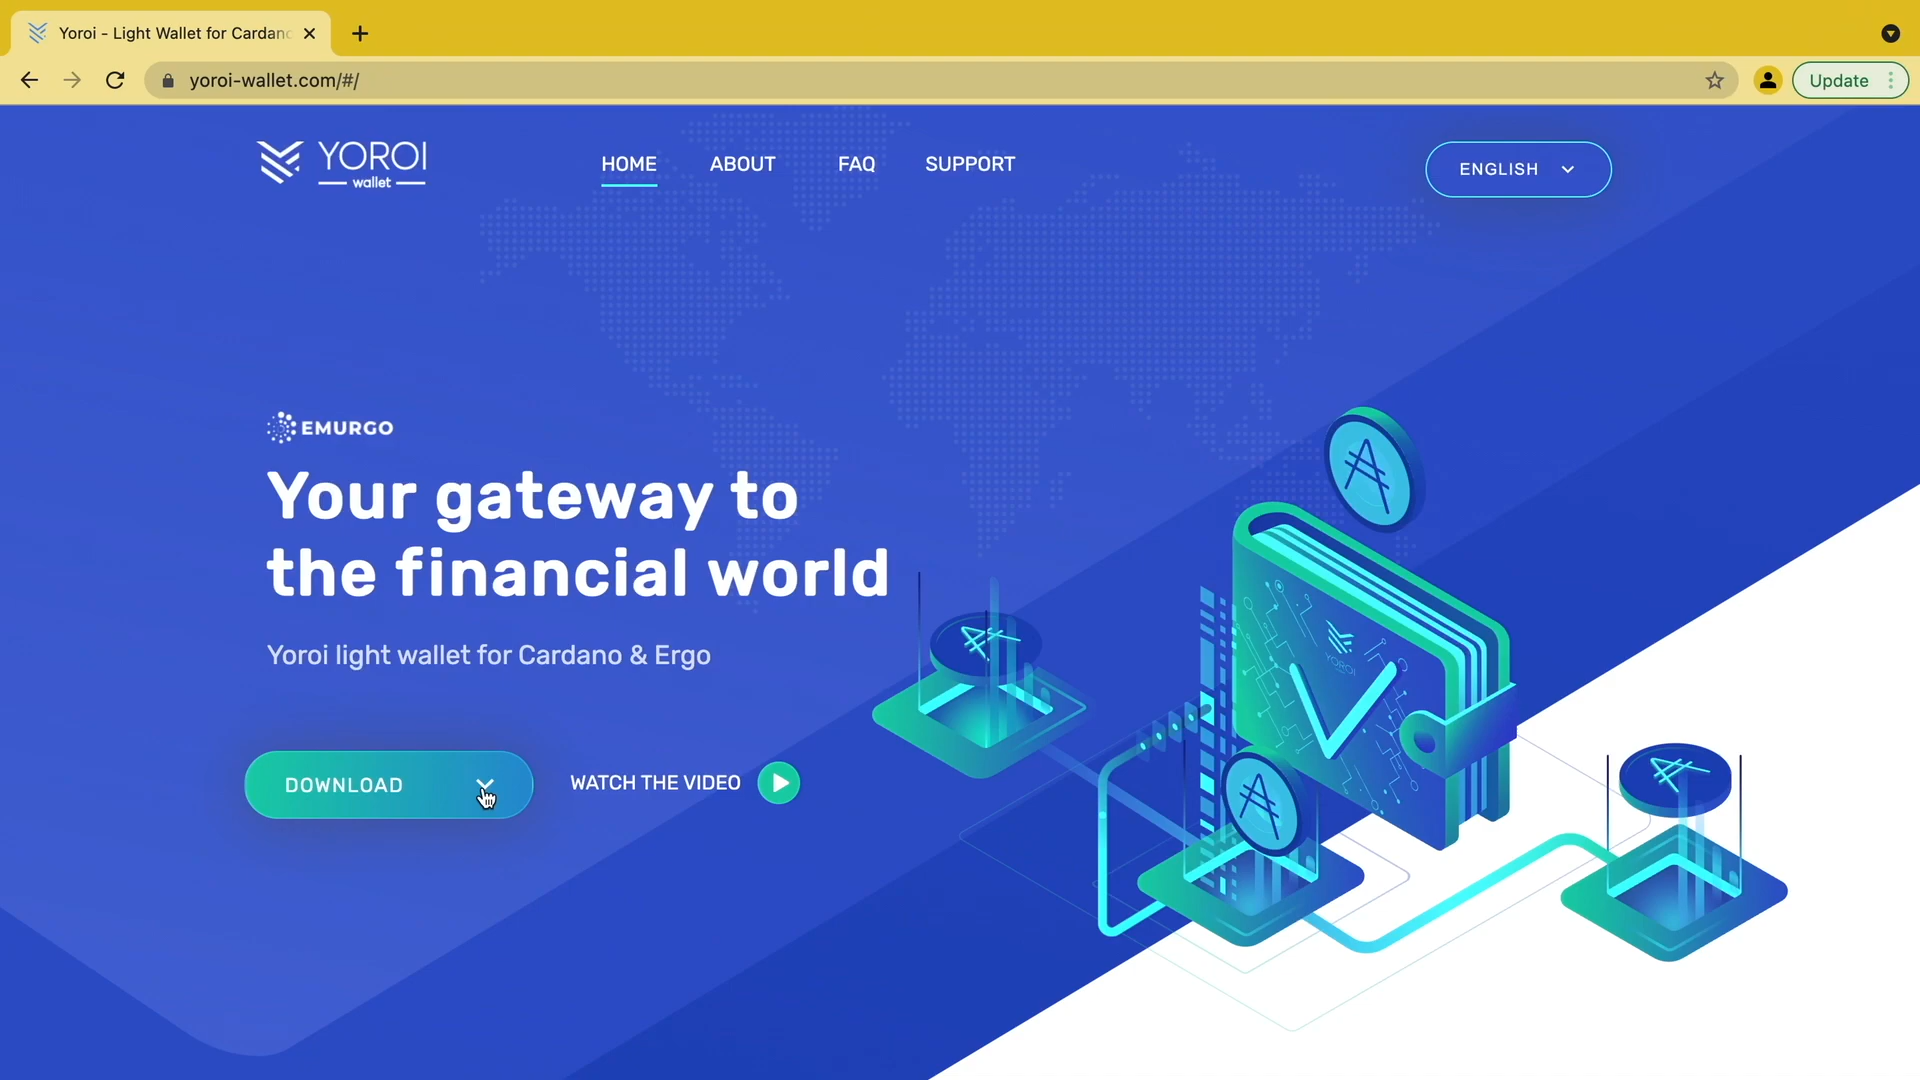 Yoroi - Light Wallet for Cardano
yoroi-wallet.com/#/
Update
YOROI
wallet
HOME
ABOUT
FAQ
SUPPORT
ENGLISH
EMURGO
Your gateway to
the financial world
Yoroi light wallet for Cardano & Ergo
DOWNLOAD
WATCH THE VIDEO
YOROI